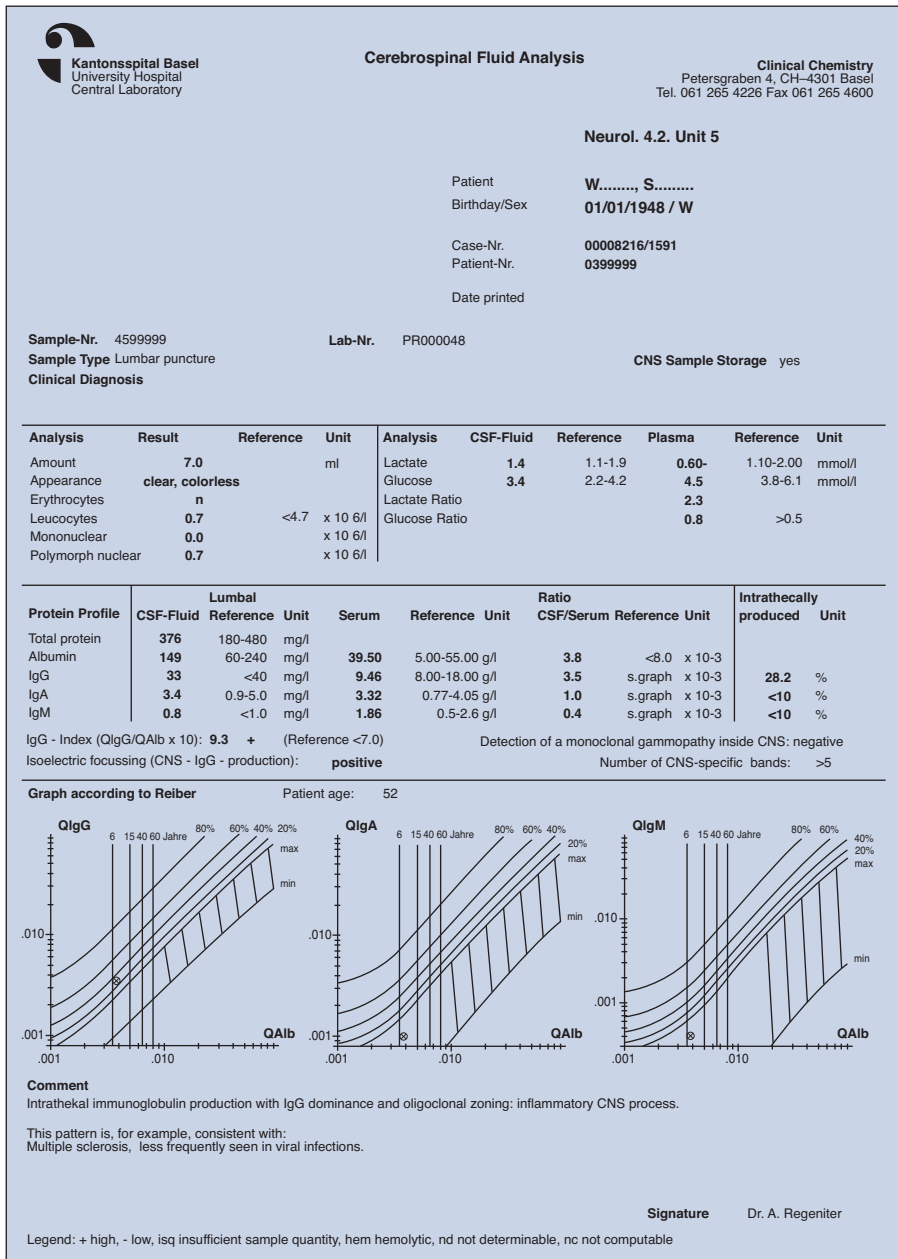 Kantonsspital Basel
University Hospital
Central Laboratory
Cerebrospinal Fluid Analysis
Clinical Chemistry
Petersgraben 4, CH–4301 Basel
Tel. 061 265 4226 Fax 061 265 4600
Neurol. 4.2. Unit 5
Patient W........, S.........
Birthday/Sex 01/01/1948 / W
Case-Nr. 00008216/1591
Patient-Nr. 0399999
Date printed
Sample-Nr. 4599999 Lab-Nr. PR000048
Sample Type Lumbar puncture CNS Sample Storage yes
Clinical Diagnosis
Analysis Result Reference Unit Analysis CSF-Fluid Reference Plasma Reference Unit
Amount 7.0 ml Lactate 1.4 1.1-1.9 0.60- 1.10-2.00 mmol/l
Appearance clear, colorless Glucose 3.4 2.2-4.2 4.5 3.8-6.1 mmol/l
Erythrocytes n Lactate Ratio 2.3
Leucocytes 0.7 <4.7 x 10 6/l Glucose Ratio 0.8 >0.5
Mononuclear 0.0 x 10 6/l
Polymorph nuclear 0.7 x 10 6/l
Lumbal Ratio Intrathecally
Protein Profile CSF-Fluid Reference Unit Serum Reference Unit CSF/Serum Reference Unit produced Unit
Total protein 376 180-480 mg/l
Albumin 149 60-240 mg/l 39.50 5.00-55.00 g/l 3.8 <8.0 x 10-3
IgG 33 <40 mg/l 9.46 8.00-18.00 g/l 3.5 s.graph x 10-3 28.2 %
IgA 3.4 0.9-5.0 mg/l 3.32 0.77-4.05 g/l 1.0 s.graph x 10-3 <10 %
IgM 0.8 <1.0 mg/l 1.86 0.5-2.6 g/l 0.4 s.graph x 10-3 <10 %
IgG - Index (QIgG/QAlb x 10): 9.3 + (Reference <7.0) Detection of a monoclonal gammopathy inside CNS: negative
Isoelectric focussing (CNS - IgG - production): positive Number of CNS-specific bands: >5
Graph according to Reiber Patient age: 52
QIgG 6 15 40 60 Jahre 80% 60% 40% 20%
max
min
.010
.001
QAlb
.001 .010
QIgA 6 15 40 60 Jahre 80% 60% 40%
20%
max
min
.010
.001
QAlb
.001 .010
QIgM 6 15 40 60 Jahre 80% 60%
40%
20%
max
min
.010
.001
QAlb
.001 .010
Comment
Intrathekal immunoglobulin production with IgG dominance and oligoclonal zoning: inflammatory CNS process.
This pattern is, for example, consistent with:
Multiple sclerosis, less frequently seen in viral infections.
Signature Dr. A. Regeniter
Legend: + high, - low, isq insufficient sample quantity, hem hemolytic, nd not determinable, nc not computable